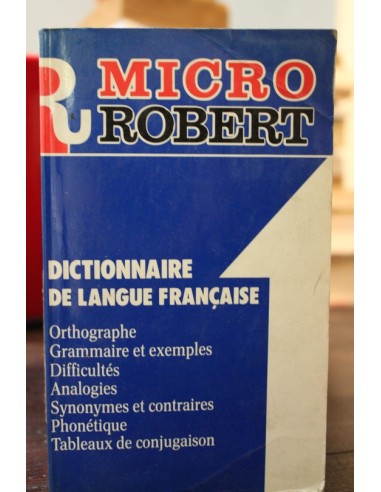 R
MICRO
ROBERT
DICTIONNAIRE
DE LANGUE FRANÇAISE
Orthographe
Grammaire et exemples
Difficultés
Analogies
Synonymes et contraires
Phonétique
Tableaux de conjugaison